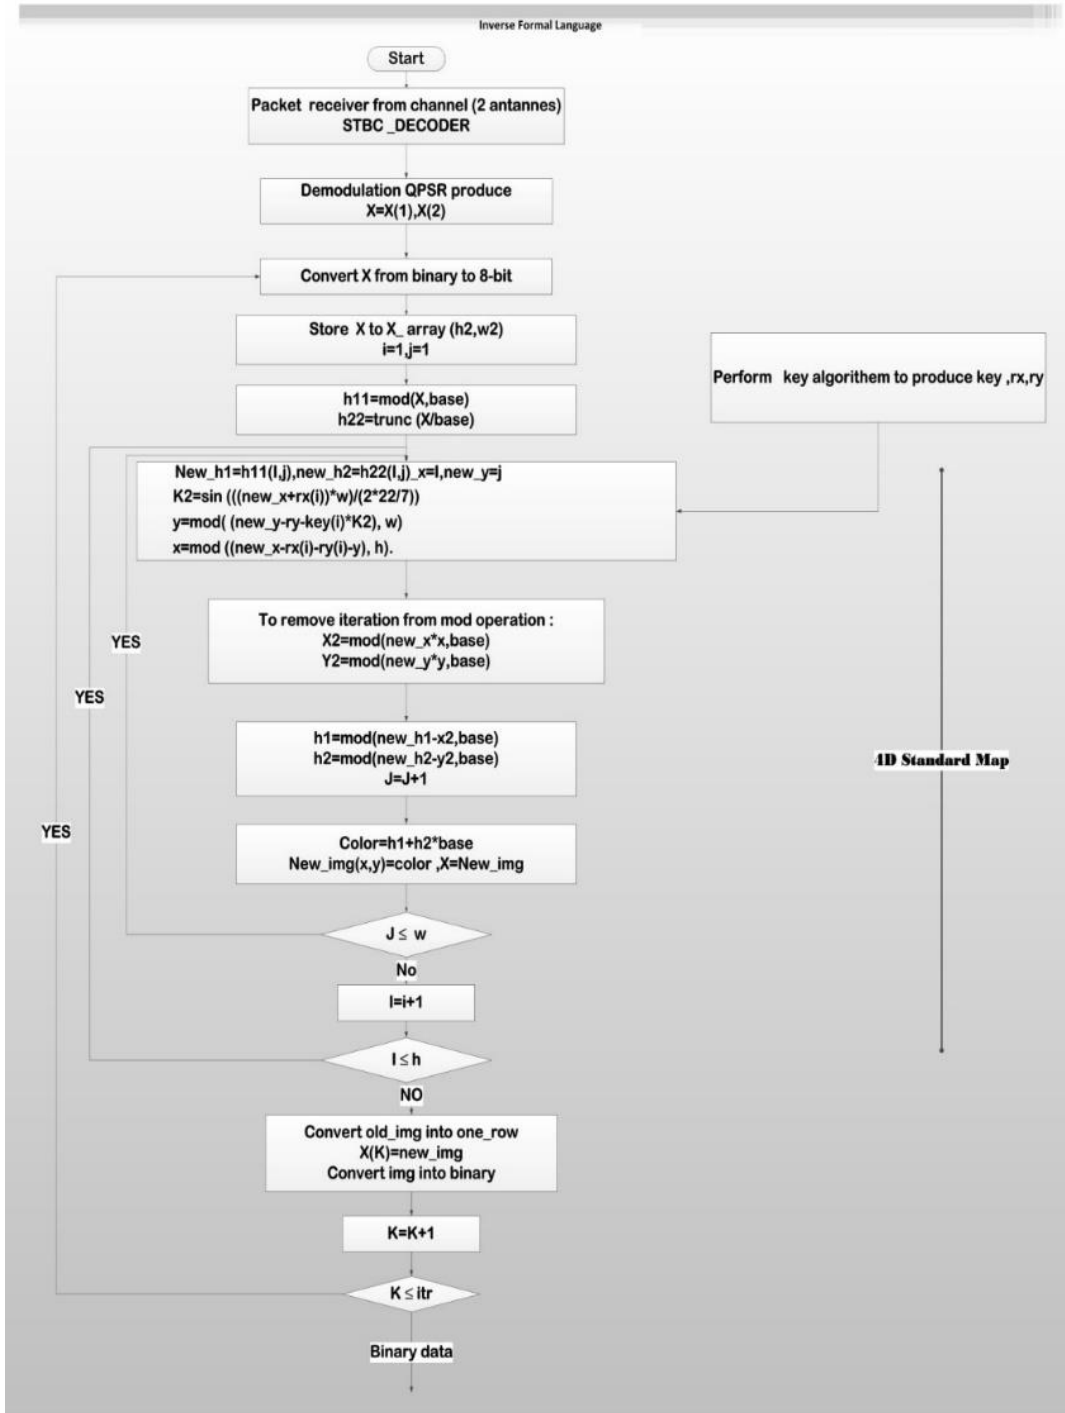 Inverse Formal Language
Start
Packet receiver from channel (2 antannes)
STBC _DECODER
Demodulation QPSR produce
X=X(1),X(2)
Convert X from binary to 8-bit
Store X to X_ array (h2,w2)
i=1,j=1
Perform key algorithem to produce key ,rx,ry
h11=mod(X,base)
h22=trunc (X/base)
New_h1=h11(I,j),new_h2=h22(I,j)_x=I,new_y=j
K2=sin (((new_x+rx(i))*w)/(2*22/7))
y=mod( (new_y-ry-key(i)*K2), w)
x=mod ((new_x-rx(i)-ry(i)-y), h).
To remove iteration from mod operation :
X2=mod(new_x*x,base)
Y2=mod(new_y*y,base)
YES
YES
h1=mod(new_h1-x2,base)
h2=mod(new_h2-y2,base)
J=J+1
4D Standard Map
YES
Color=h1+h2*base
New_img(x,y)=color ,X=New_img
J ≤ w
No
I=i+1
I ≤ h
NO
Convert old_img into one_row
X(K)=new_img
Convert img into binary
K=K+1
K ≤ itr
Binary data